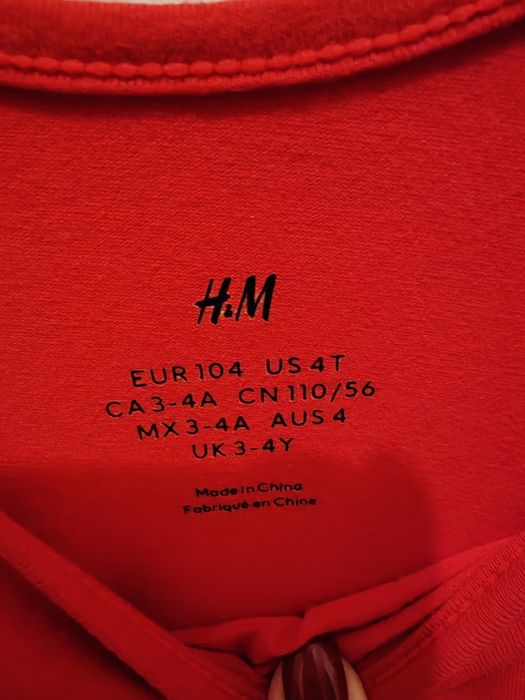 H&M
EUR 104 US 4T
CA 3-4A CN 110/56
MX 3-4A AUS 4
UK 3-4Y
Made in China
Fabriqué en Chine